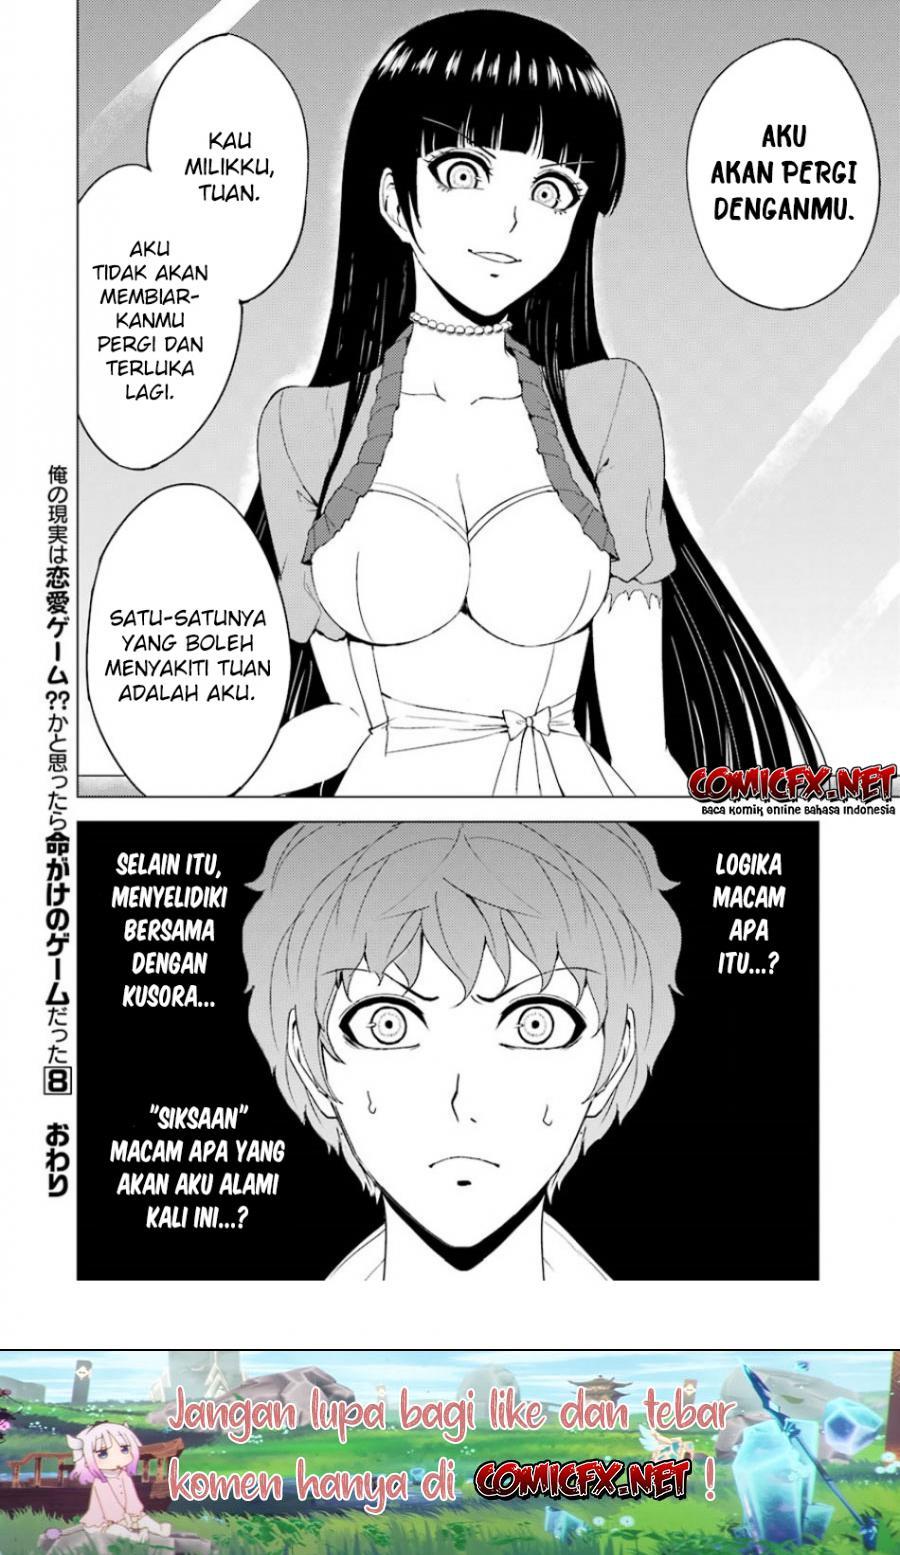 AKU
AKAN PERGI
DENGANMU.
KAU
MILIKKU,
TUAN.
AKU
TIDAK AKAN
MEMBIAR-
KANMU
PERGI DAN
TERLUKA
LAGI.
SATU-SATUNYA
YANG BOLEH
MENYAKITI TUAN
ADALAH AKU.
COMICFX.NET
BACA KOMIK ONLINE BAHASA INDONESIA
LOGIKA
MACAM
APA
ITU...?
SELAIN ITU,
MENYELIDIKI
BERSAMA
DENGAN
KUSORA...
"SIKSAAN"
MACAM APA YANG
AKAN AKU ALAMI
KALI INI...?
俺の現実は恋愛ゲーム??かと思ったら命がけのゲームだった 8 おわり
Jangan lupa bagi like dan tebar
komen hanya di COMICFX.NET !